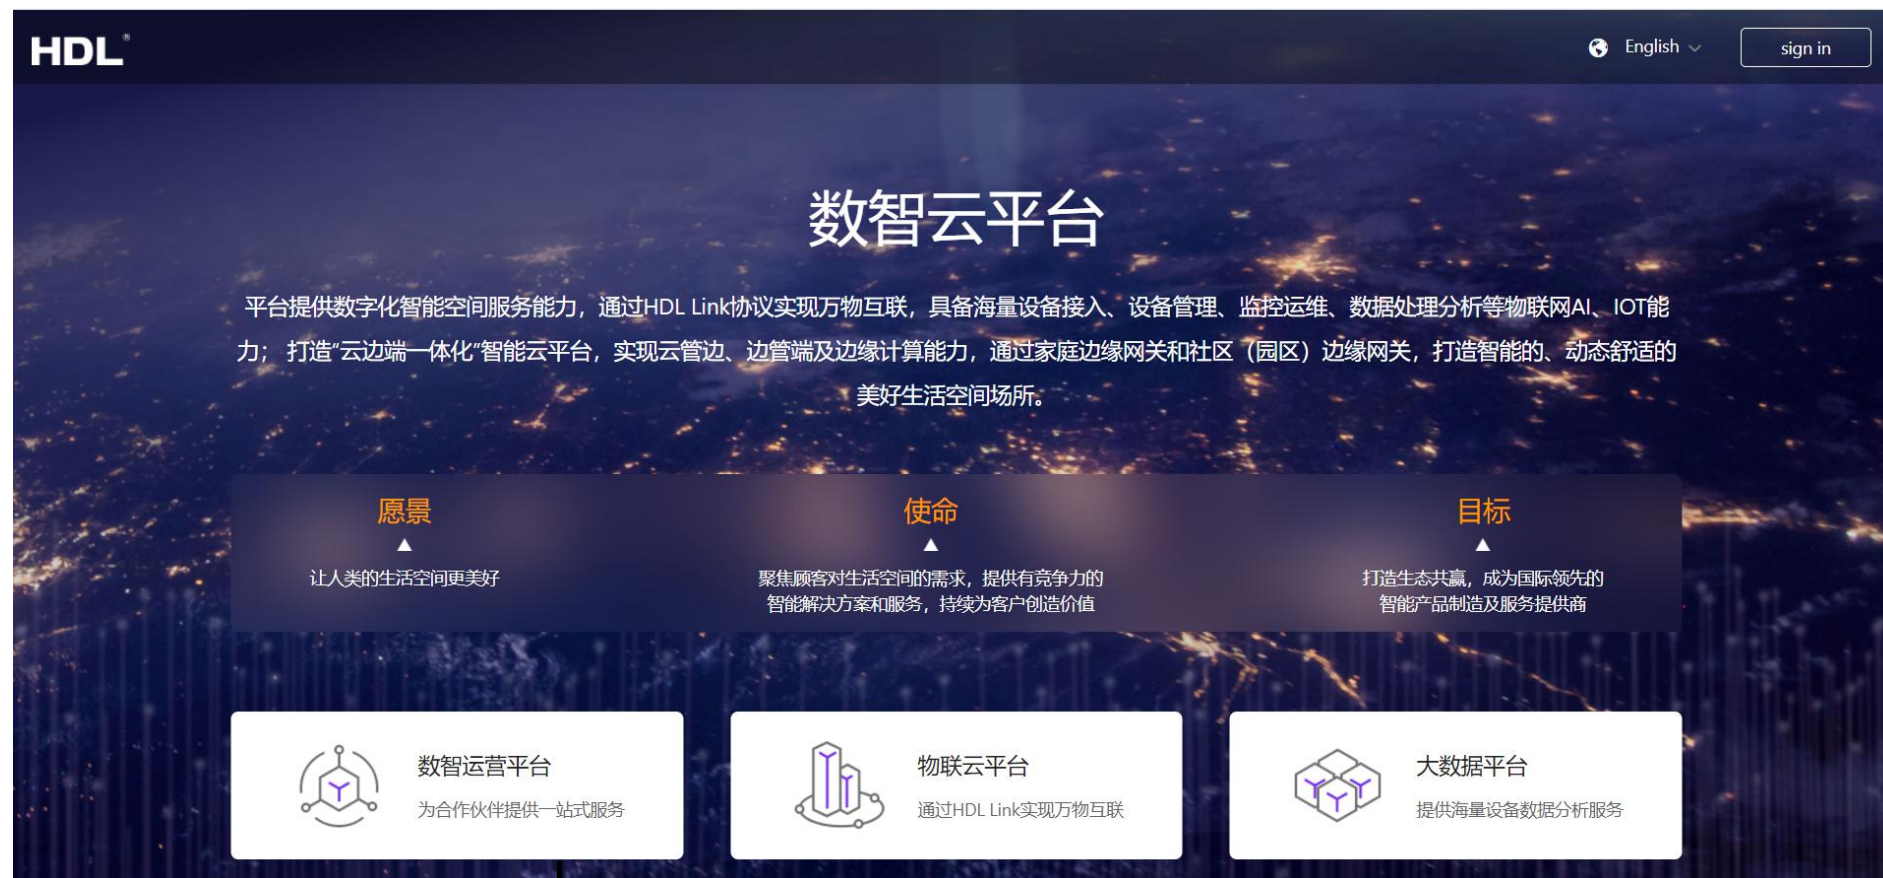 HDL®
English
sign in
数智云平台
平台提供数字化智能空间服务能力，通过HDL Link协议实现万物互联，具备海量设备接入、设备管理、监控运维、数据处理分析等物联网AI、IOT能
力； 打造“云边端一体化”智能云平台，实现云管边、边管端及边缘计算能力，通过家庭边缘网关和社区（园区）边缘网关，打造智能的、动态舒适的
美好生活空间场所。
愿景
让人类的生活空间更美好
使命
聚焦顾客对生活空间的需求，提供有竞争力的
智能解决方案和服务，持续为客户创造价值
目标
打造生态共赢，成为国际领先的
智能产品制造及服务提供商
数智运营平台
为合作伙伴提供一站式服务
物联云平台
通过HDL Link实现万物互联
大数据平台
提供海量设备数据分析服务